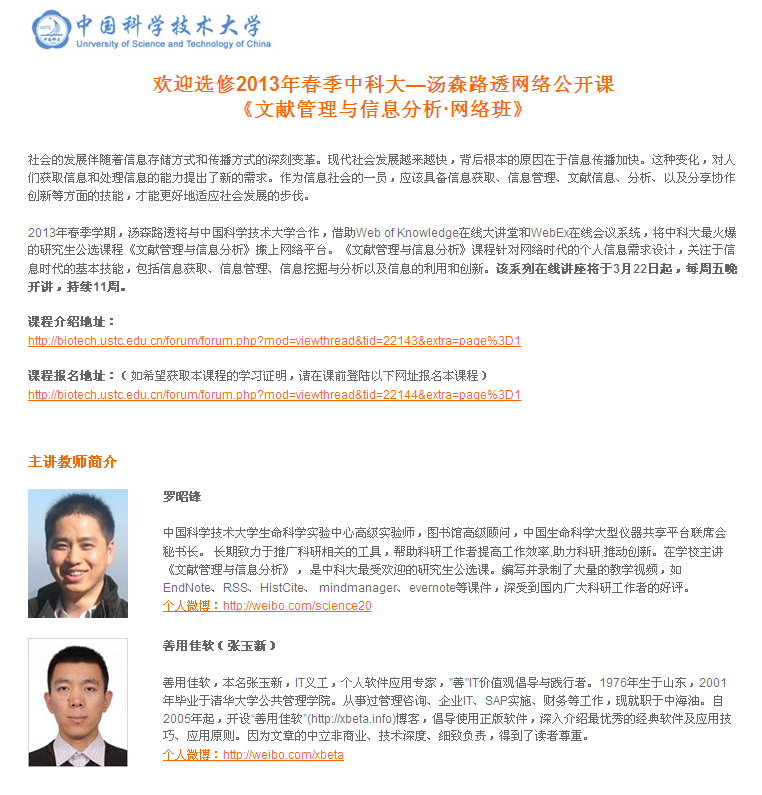 中国科学技术大学
University of Science and Technology of China
欢迎选修2013年春季中科大—汤森路透网络公开课
《文献管理与信息分析·网络班》
社会的发展伴随着信息存储方式和传播方式的深刻变革。现代社会发展越来越快，背后根本的原因在于信息传播加快。这种变化，对人
们获取信息和处理信息的能力提出了新的需求。作为信息社会的一员，应该具备信息获取、信息管理、文献信息、分析、以及分享协作
创新等方面的技能，才能更好地适应社会发展的步伐。
2013年春季学期，汤森路透将与中国科学技术大学合作，借助Web of Knowledge在线大讲堂和WebEx在线会议系统，将中科大最火爆
的研究生公选课程《文献管理与信息分析》搬上网络平台。《文献管理与信息分析》课程针对网络时代的个人信息需求设计，关注于信
息时代的基本技能，包括信息获取、信息管理、信息挖掘与分析以及信息的利用和创新。该系列在线讲座将于3月22日起，每周五晚
开讲，持续11周。
课程介绍地址：
http://biotech.ustc.edu.cn/forum/forum.php?mod=viewthread&tid=22143&extra=page%3D1
课程报名地址：（如希望获取本课程的学习证明，请在课前登陆以下网址报名本课程）
http://biotech.ustc.edu.cn/forum/forum.php?mod=viewthread&tid=22144&extra=page%3D1
主讲教师简介
罗昭锋
中国科学技术大学生命科学实验中心高级实验师，图书馆高级顾问，中国生命科学大型仪器共享平台联席会
秘书长。 长期致力于推广科研相关的工具，帮助科研工作者提高工作效率,助力科研,推动创新。在学校主讲
《文献管理与信息分析》， 是中科大最受欢迎的研究生公选课。编写并录制了大量的教学视频，如
EndNote、RSS、HistCite、 mindmanager、evernote等课件，深受到国内广大科研工作者的好评。
个人微博：http://weibo.com/science20
善用佳软（张玉新）
善用佳软，本名张玉新，IT义工，个人软件应用专家，"善"IT价值观倡导与践行者。1976年生于山东，2001
年毕业于清华大学公共管理学院。从事过管理咨询、企业IT、SAP实施、财务等工作，现就职于中海油。自
2005年起，开设“善用佳软”(http://xbeta.info)博客，倡导使用正版软件，深入介绍最优秀的经典软件及应用技
巧、应用原则。因为文章的中立非商业、技术深度、细致负责，得到了读者尊重。
个人微博：http://weibo.com/xbeta